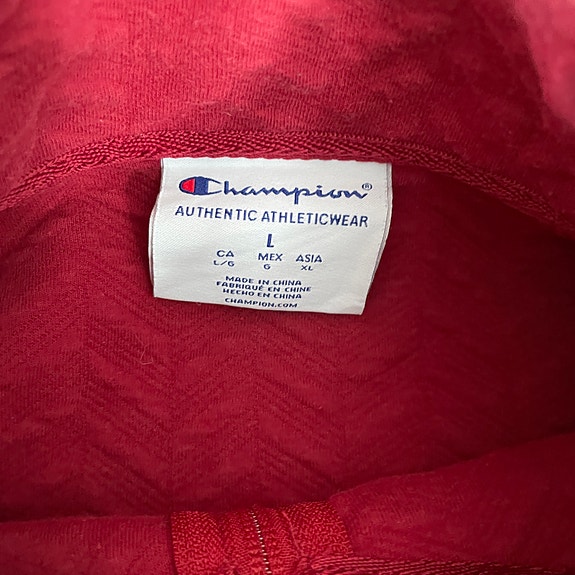 Champion®
AUTHENTIC ATHLETICWEAR
L
CA MEX ASIA
L/G G XL
MADE IN CHINA
FABRIQUÉ EN CHINE
HECHO EN CHINA
CHAMPION.COM